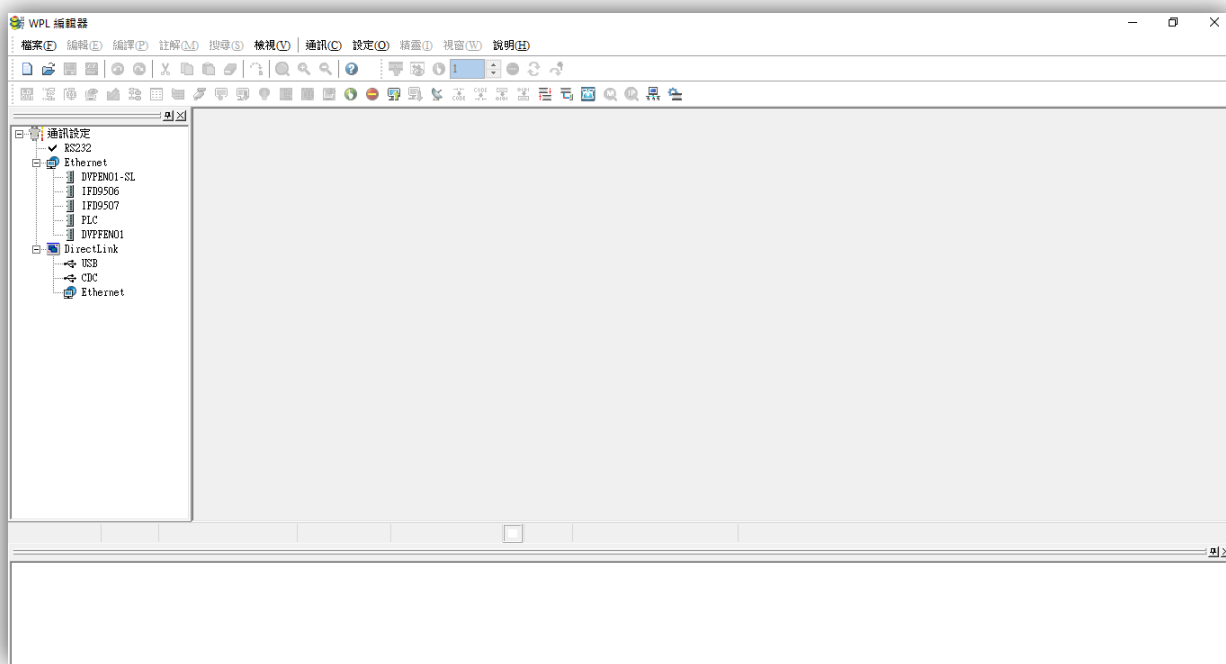 WPL 編輯器
檔案(F) 編輯(E) 編譯(P) 註解(M) 搜尋(S) 檢視(V) 通訊(C) 設定(O) 精靈(I) 視窗(W) 說明(H)
1
通訊設定
RS232
Ethernet
DVPEN01-SL
IFD9506
IFD9507
PLC
DVPFEN01
DirectLink
USB
CDC
Ethernet